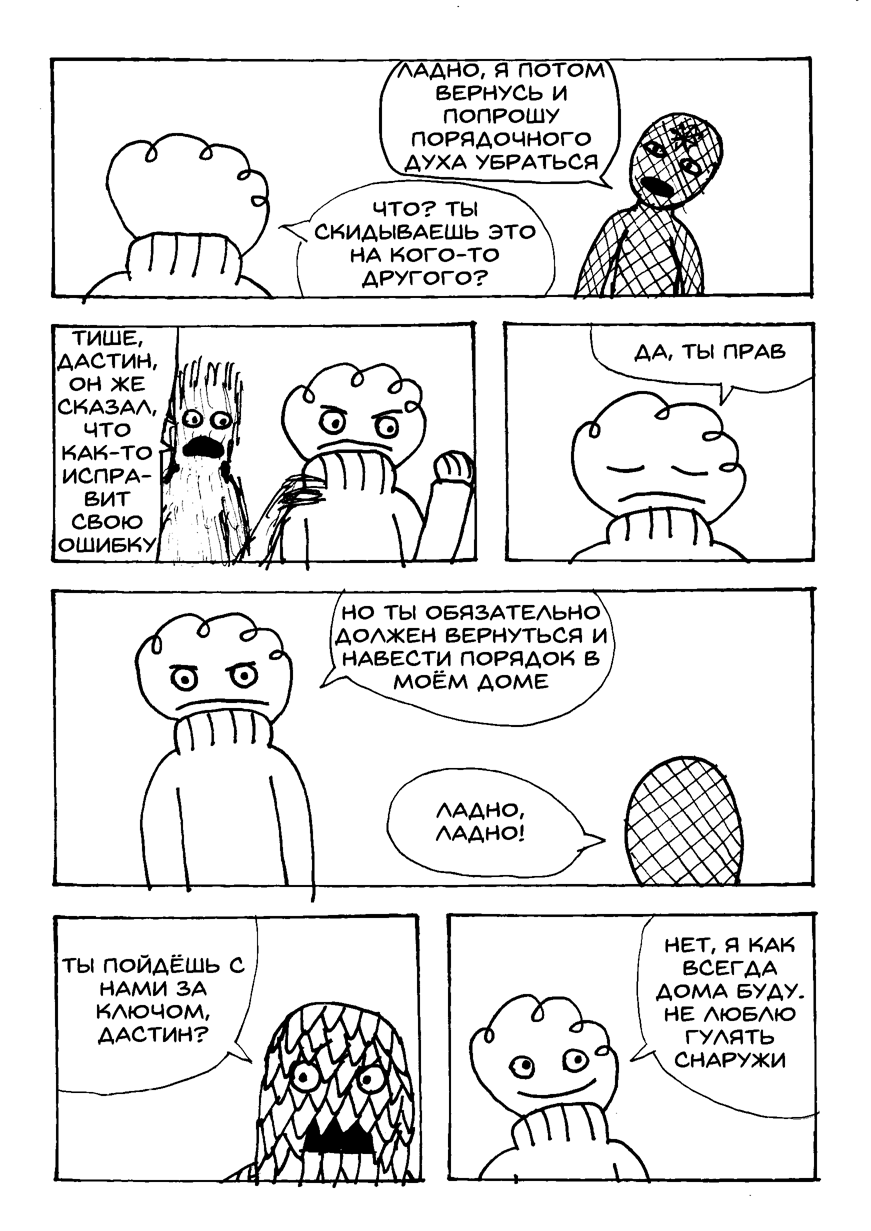 ЛАДНО, Я ПОТОМ
ВЕРНУСЬ И
ПОПРОШУ
ПОРЯДОЧНОГО
ДУХА УБРАТЬСЯ
ЧТО? ТЫ
СКИДЫВАЕШЬ ЭТО
НА КОГО-ТО
ДРУГОГО?
ТИШЕ,
ДАСТИН,
ОН ЖЕ
СКАЗАЛ,
ЧТО
КАК-ТО
ИСПРА-
ВИТ
СВОЮ
ОШИБКУ
ДА, ТЫ ПРАВ
НО ТЫ ОБЯЗАТЕЛЬНО
ДОЛЖЕН ВЕРНУТЬСЯ И
НАВЕСТИ ПОРЯДОК В
МОЁМ ДОМЕ
ЛАДНО,
ЛАДНО!
ТЫ ПОЙДЁШЬ С
НАМИ ЗА
КЛЮЧОМ,
ДАСТИН?
НЕТ, Я КАК
ВСЕГДА
ДОМА БУДУ.
НЕ ЛЮБЛЮ
ГУЛЯТЬ
СНАРУЖИ